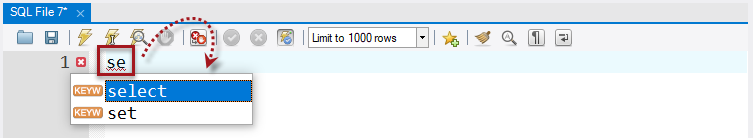 SQL File 7*
Limit to 1000 rows
1 se
KEYW select
KEYW set